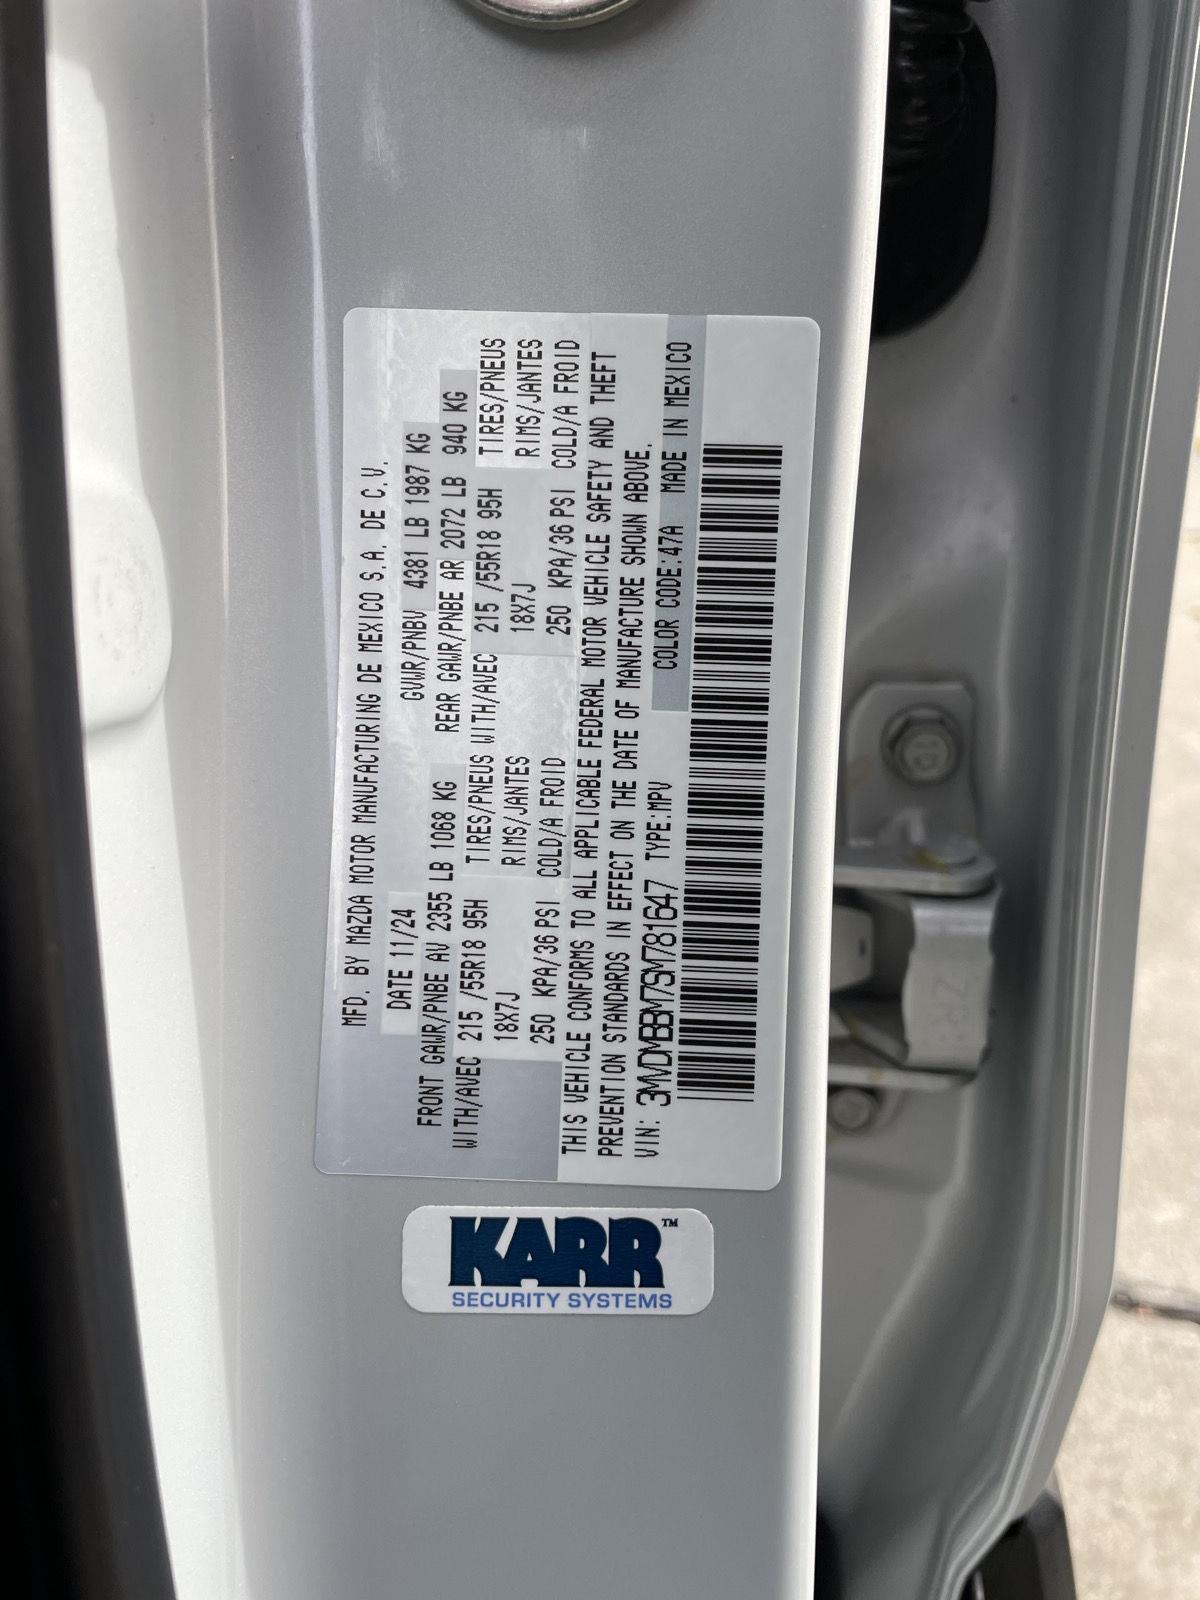 MFD. BY MAZDA MOTOR MANUFACTURING DE MEXICO S.A. DE C.V.
DATE 11/24 GVWR/PNBV 4381 LB 1987 KG
FRONT GAWR/PNBE AV 2355 LB 1068 KG REAR GAWR/PNBE AR 2072 LB 940 KG
WITH/AVEC 215 /55R18 95H TIRES/PNEUS WITH/AVEC 215 /55R18 95H TIRES/PNEUS
18X7J RIMS/JANTES 18X7J RIMS/JANTES
250 KPA/36 PSI COLD/A FROID 250 KPA/36 PSI COLD/A FROID
THIS VEHICLE CONFORMS TO ALL APPLICABLE FEDERAL MOTOR VEHICLE SAFETY AND THEFT
PREVENTION STANDARDS IN EFFECT ON THE DATE OF MANUFACTURE SHOWN ABOVE.
VIN: 3MVDMBBM7SM781647 TYPE:MPV COLOR CODE:47A MADE IN MEXICO
KARR™
SECURITY SYSTEMS